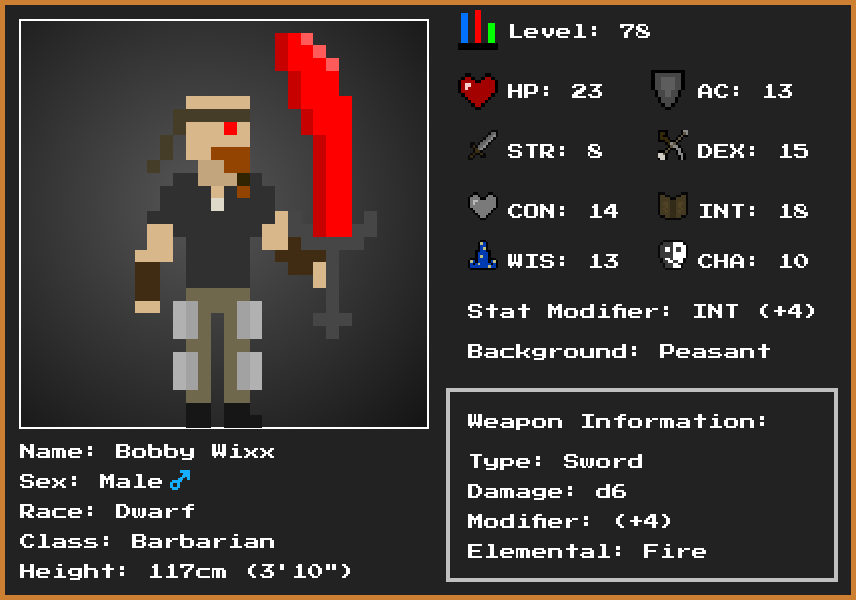 Level: 78
HP: 23 AC: 13
STR: 8 DEX: 15
CON: 14 INT: 18
WIS: 13 CHA: 10
Stat Modifier: INT (+4)
Background: Peasant
Weapon Information:
Type: Sword
Damage: d6
Modifier: (+4)
Elemental: Fire
Name: Bobby Wixx
Sex: Male ♂
Race: Dwarf
Class: Barbarian
Height: 117cm (3'10")